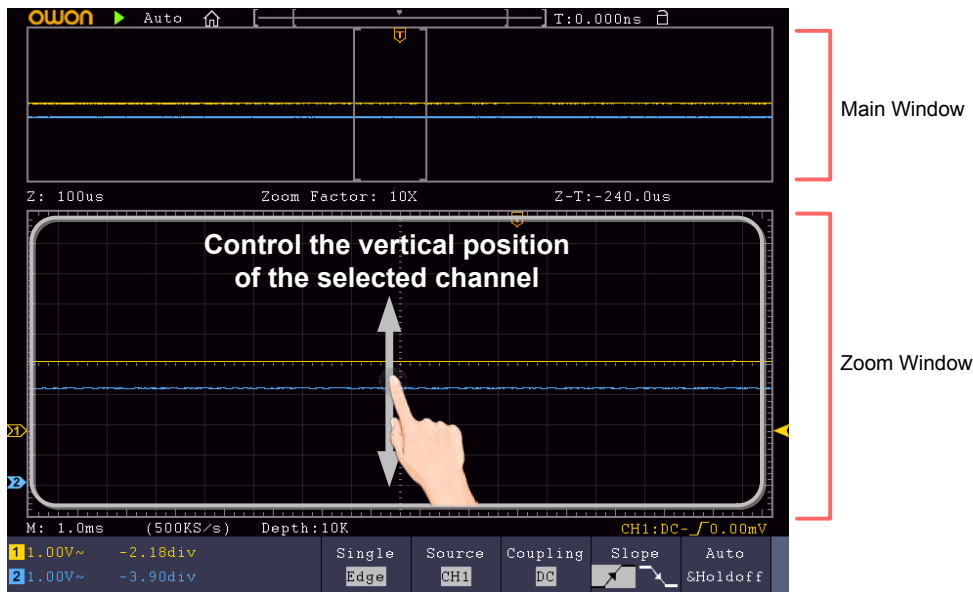 OWON Auto T:0.000ns
T
Main Window
Z: 100us Zoom Factor: 10X Z-T:-240.0us
T
Control the vertical position
of the selected channel
Zoom Window
1
2
M: 1.0ms (500KS/s) Depth:10K CH1:DC- 0.00mV
1 1.00V~ -2.18div Single Source Coupling Slope Auto
2 1.00V~ -3.90div Edge CH1 DC &Holdoff